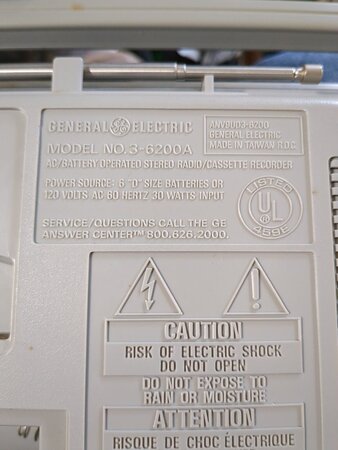 GENERAL ELECTRIC
MODEL NO. 3-6200A
AC/BATTERY OPERATED STEREO RADIO/CASSETTE RECORDER
POWER SOURCE: 6 "D" SIZE BATTERIES OR
120 VOLTS AC 60 HERTZ 30 WATTS INPUT
SERVICE/QUESTIONS CALL THE GE
ANSWER CENTER™ 800.626.2000.
GENERAL ELECTRIC
MADE IN TAIWAN R.O.C.
LISTED
UL
459E
CAUTION
RISK OF ELECTRIC SHOCK
DO NOT OPEN
DO NOT EXPOSE TO
RAIN OR MOISTURE
ATTENTION
RISQUE DE CHOC ÉLECTRIQUE